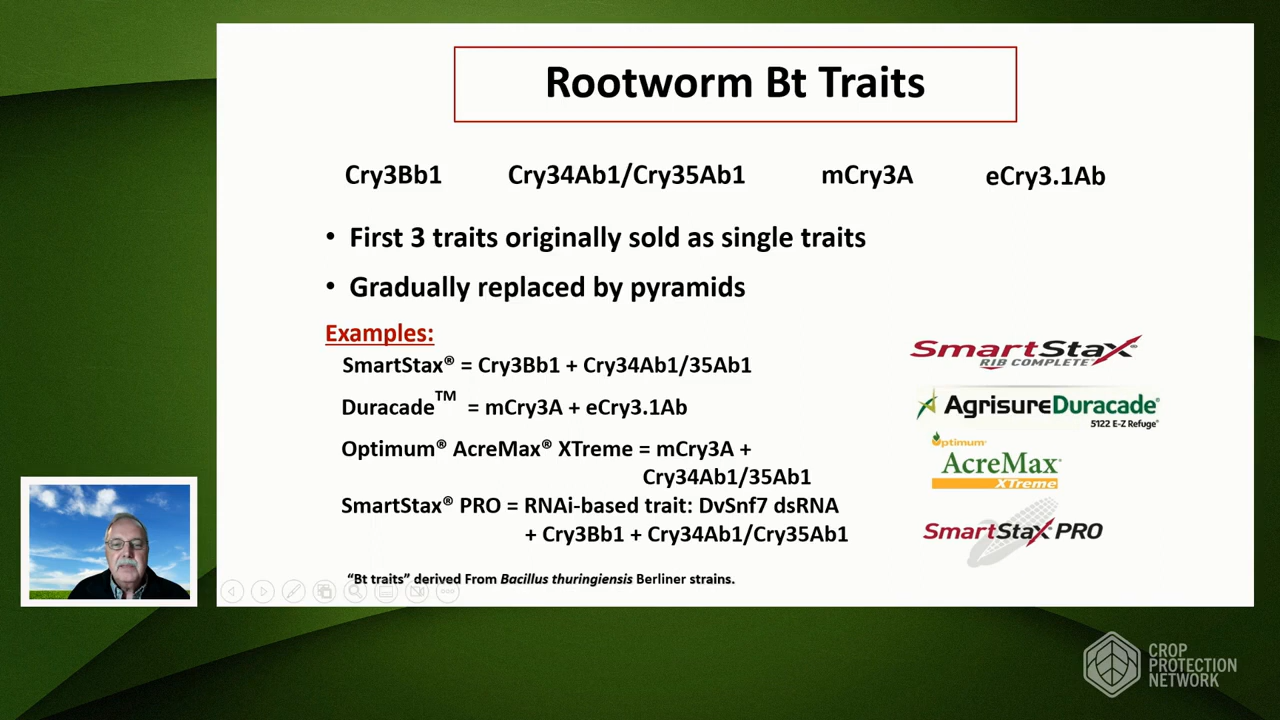 Rootworm Bt Traits
Cry3Bb1 Cry34Ab1/Cry35Ab1 mCry3A eCry3.1Ab
• First 3 traits originally sold as single traits
• Gradually replaced by pyramids
Examples:
SmartStax® = Cry3Bb1 + Cry34Ab1/35Ab1
Duracade™ = mCry3A + eCry3.1Ab
Optimum® AcreMax® XTreme = mCry3A +
Cry34Ab1/35Ab1
SmartStax® PRO = RNAi-based trait: DvSnf7 dsRNA
+ Cry3Bb1 + Cry34Ab1/Cry35Ab1
"Bt traits" derived From Bacillus thuringiensis Berliner strains.
SmartStax
RIB COMPLETE
AgrisureDuracade®
5122 E-Z Refuge®
Optimum
AcreMax
XTreme
SmartStax PRO
CROP
PROTECTION
NETWORK